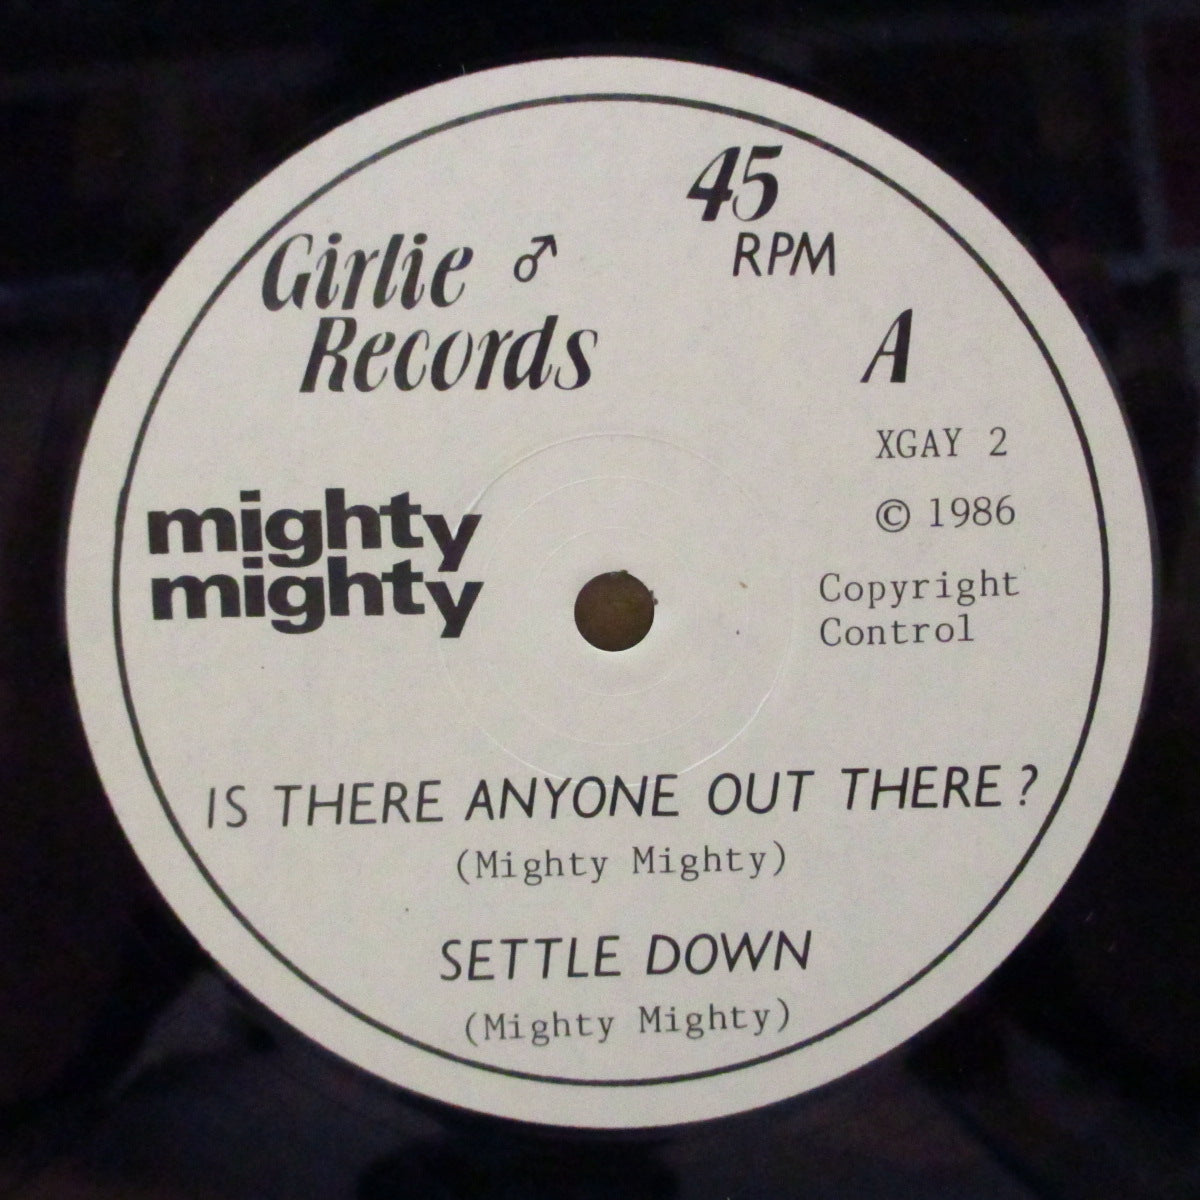 45
RPM
Girlie ♂
Records
A
XGAY 2
© 1986
mighty
mighty
Copyright
Control
IS THERE ANYONE OUT THERE?
(Mighty Mighty)
SETTLE DOWN
(Mighty Mighty)